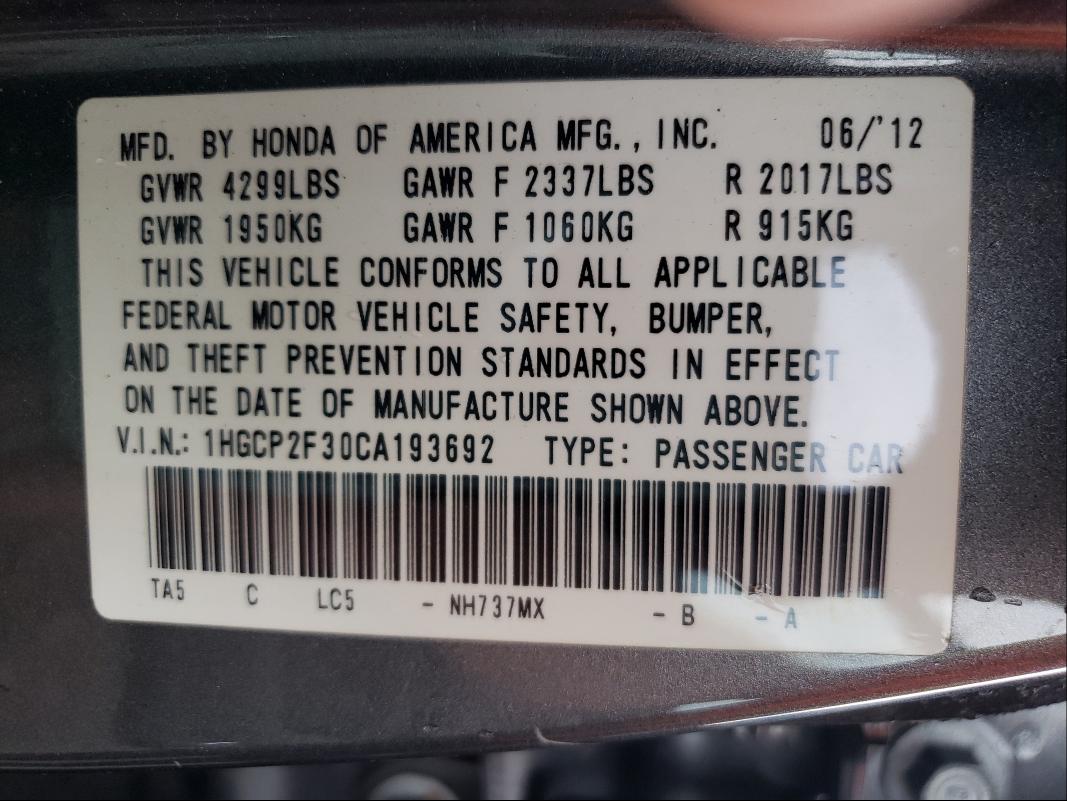 MFD. BY HONDA OF AMERICA MFG., INC. 06/'12
GVWR 4299LBS GAWR F 2337LBS R 2017LBS
GVWR 1950KG GAWR F 1060KG R 915KG
THIS VEHICLE CONFORMS TO ALL APPLICABLE
FEDERAL MOTOR VEHICLE SAFETY, BUMPER,
AND THEFT PREVENTION STANDARDS IN EFFECT
ON THE DATE OF MANUFACTURE SHOWN ABOVE.
V.I.N.: 1HGCP2F30CA193692 TYPE: PASSENGER CAR
TA5 C LC5 - NH737MX - B - A